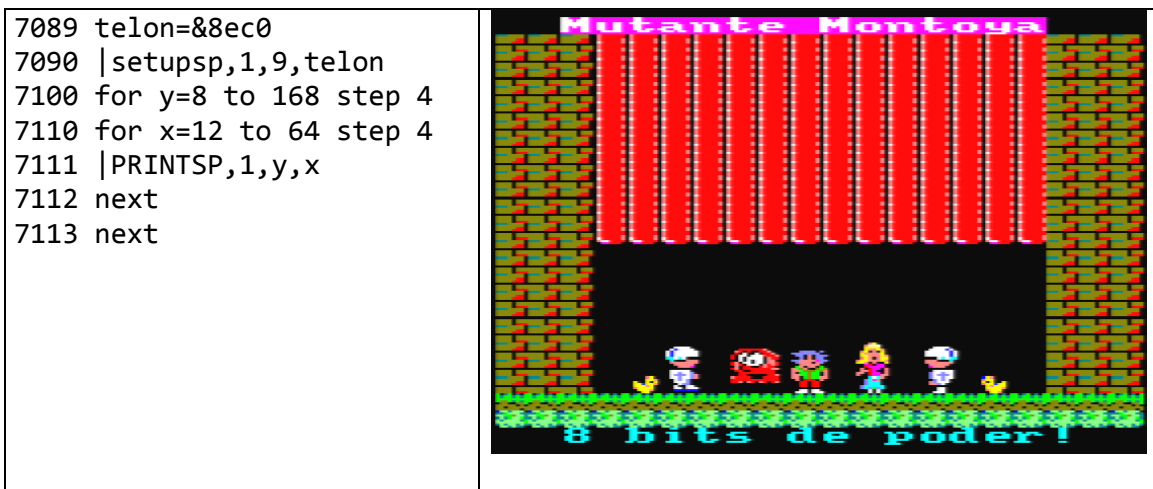 7089 telon=&8ec0
7090 |setupsp,1,9,telon
7100 for y=8 to 168 step 4
7110 for x=12 to 64 step 4
7111 |PRINTSP,1,y,x
7112 next
7113 next
Mutante Montoya
8 bits de poder!